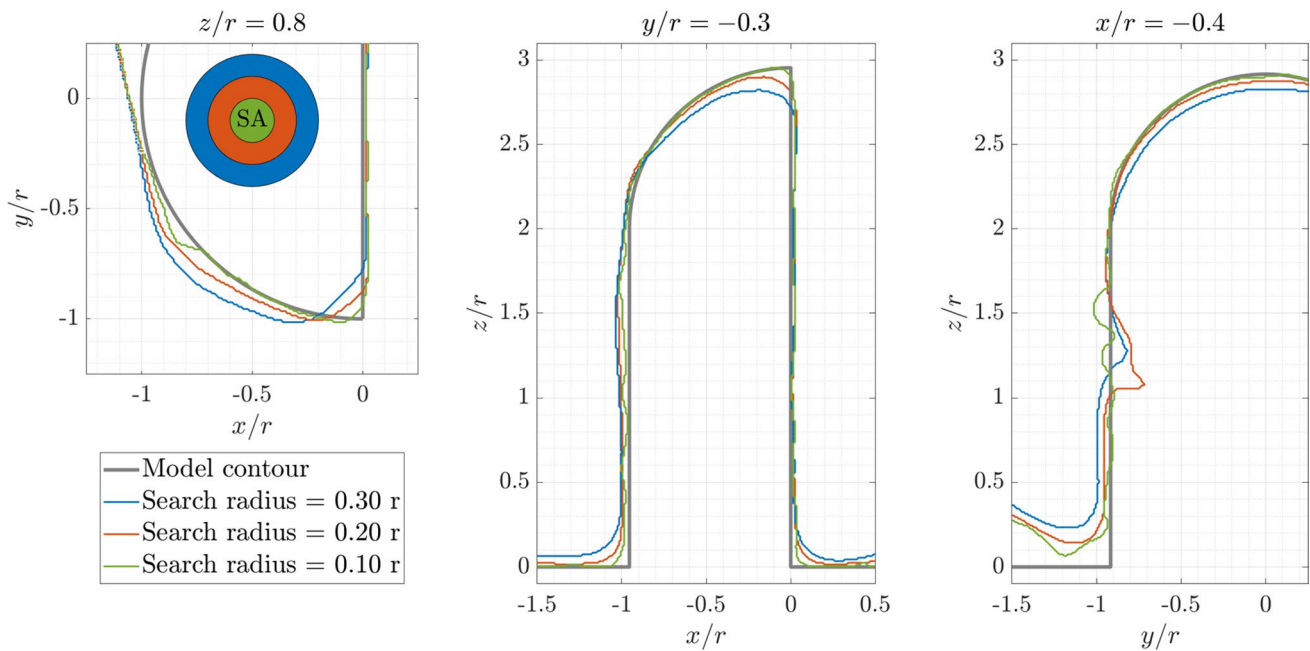 z/r = 0.8
0
-0.5
-1
y/r
SA
-1
-0.5
0
x/r
Model contour
Search radius = 0.30 r
Search radius = 0.20 r
Search radius = 0.10 r
y/r = −0.3
3
2.5
2
1.5
1
0.5
0
z/r
-1.5
-1
-0.5
0
0.5
x/r
x/r = −0.4
3
2.5
2
1.5
1
0.5
0
z/r
-1.5
-1
-0.5
0
y/r